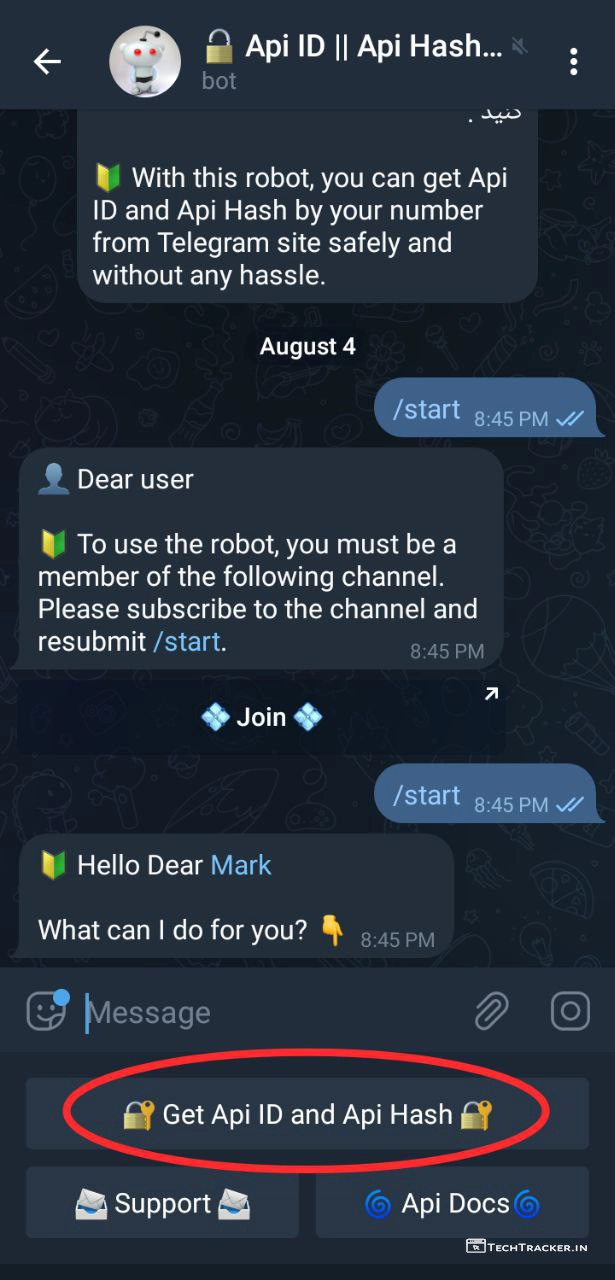 🔒 Api ID || Api Hash...
bot
کنید .
🔰 With this robot, you can get Api
ID and Api Hash by your number
from Telegram site safely and
without any hassle.
August 4
/start 8:45 PM
👤 Dear user
🔰 To use the robot, you must be a
member of the following channel.
Please subscribe to the channel and
resubmit /start.
8:45 PM
💠 Join 💠
/start 8:45 PM
🔰 Hello Dear Mark
What can I do for you? 👇 8:45 PM
Message
🔐 Get Api ID and Api Hash 🔐
📨 Support 📨
🌀 Api Docs🌀
TECHTRACKER.IN